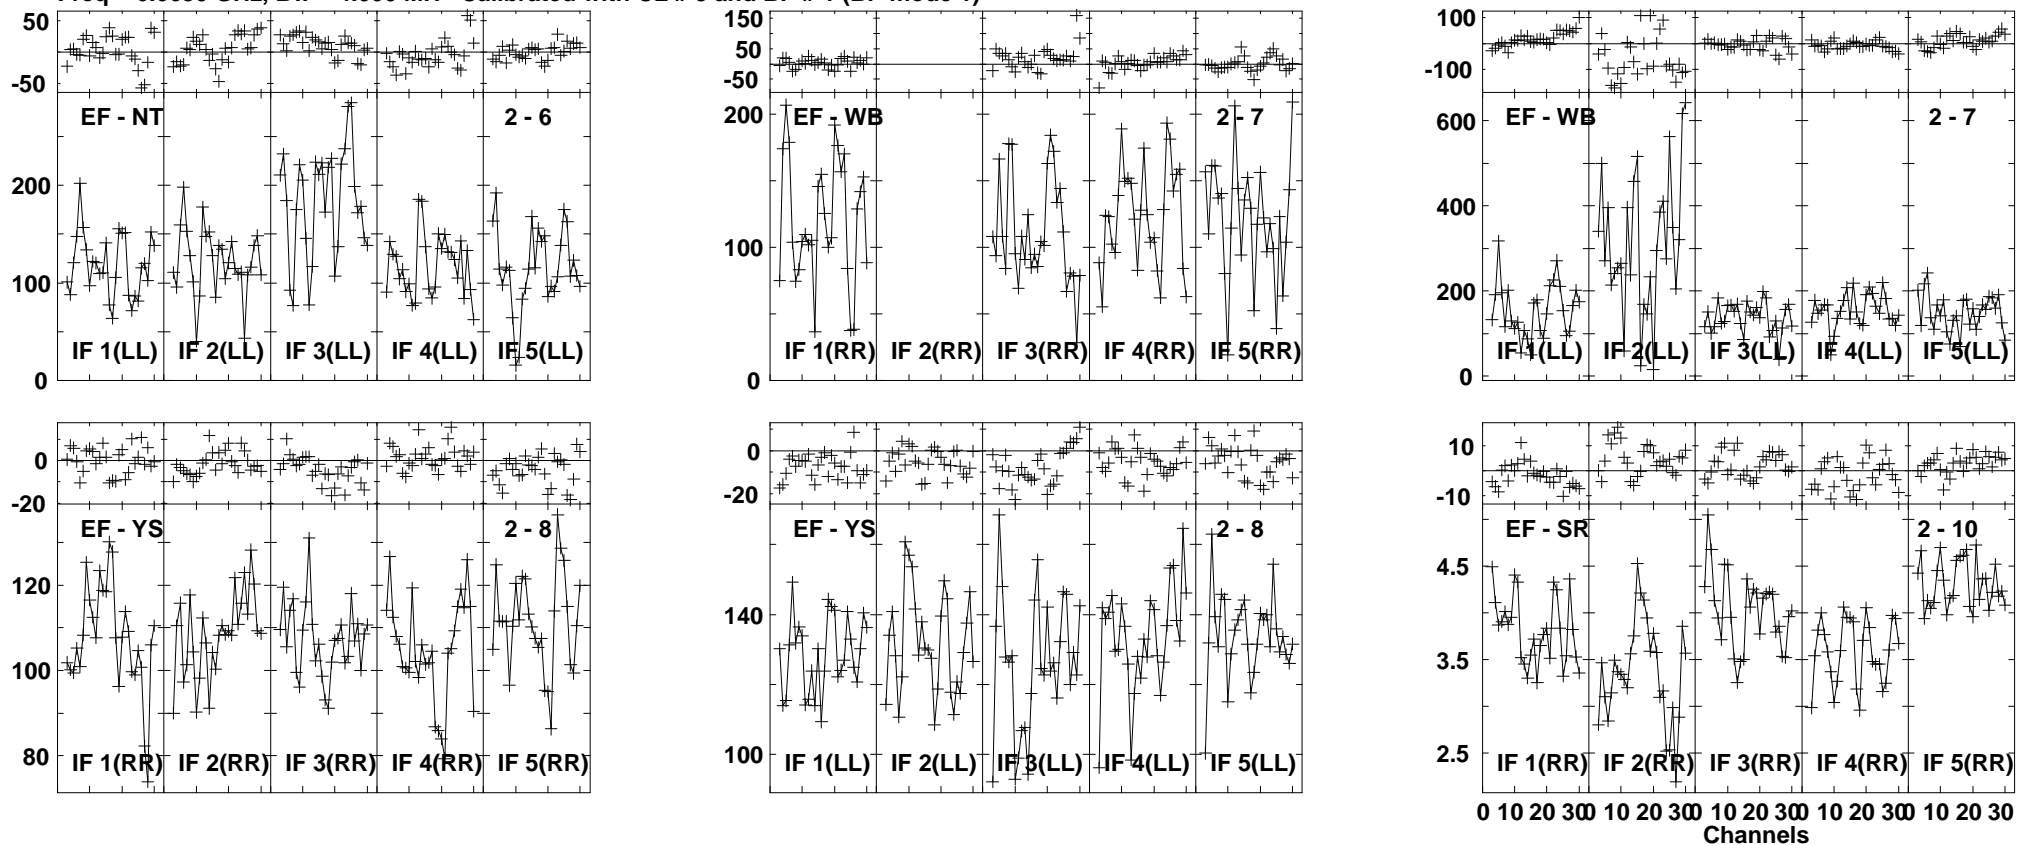 50
-50
EF - NT
2 - 6
200
100
0
IF 1(LL)
IF 2(LL)
IF 3(LL)
IF 4(LL)
IF 5(LL)
150
50
-50
EF - WB
2 - 7
200
100
0
IF 1(RR)
IF 2(RR)
IF 3(RR)
IF 4(RR)
IF 5(RR)
100
-100
EF - WB
2 - 7
600
400
200
0
IF 1(LL)
IF 2(LL)
IF 3(LL)
IF 4(LL)
IF 5(LL)
0
-20
EF - YS
2 - 8
120
100
80
IF 1(RR)
IF 2(RR)
IF 3(RR)
IF 4(RR)
IF 5(RR)
0
-20
EF - YS
2 - 8
140
100
IF 1(LL)
IF 2(LL)
IF 3(LL)
IF 4(LL)
IF 5(LL)
10
-10
EF - SR
2 - 10
4.5
3.5
2.5
IF 1(RR)
IF 2(RR)
IF 3(RR)
IF 4(RR)
IF 5(RR)
0 10 20 30 0 10 20 30 0 10 20 30 0 10 20 30 0 10 20 30
Channels